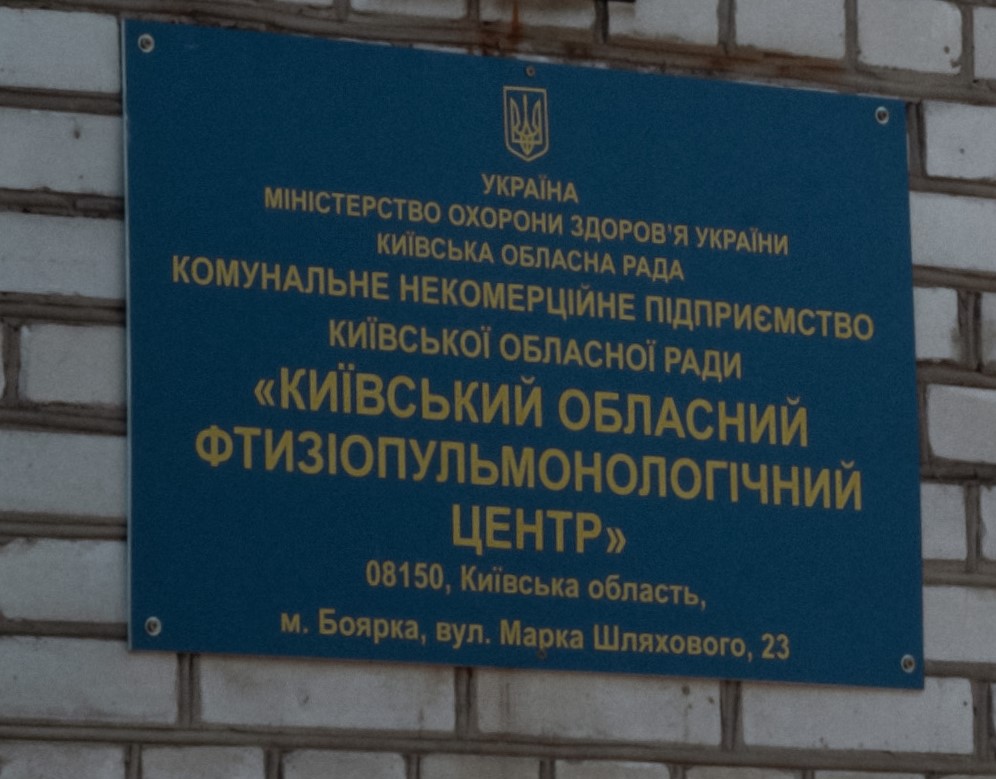 УКРАЇНА
МІНІСТЕРСТВО ОХОРОНИ ЗДОРОВ'Я УКРАЇНИ
КИЇВСЬКА ОБЛАСНА РАДА
КОМУНАЛЬНЕ НЕКОМЕРЦІЙНЕ ПІДПРИЄМСТВО
КИЇВСЬКОЇ ОБЛАСНОЇ РАДИ
«КИЇВСЬКИЙ ОБЛАСНИЙ
ФТИЗІОПУЛЬМОНОЛОГІЧНИЙ
ЦЕНТР»
08150, Київська область,
м. Боярка, вул. Марка Шляхового, 23